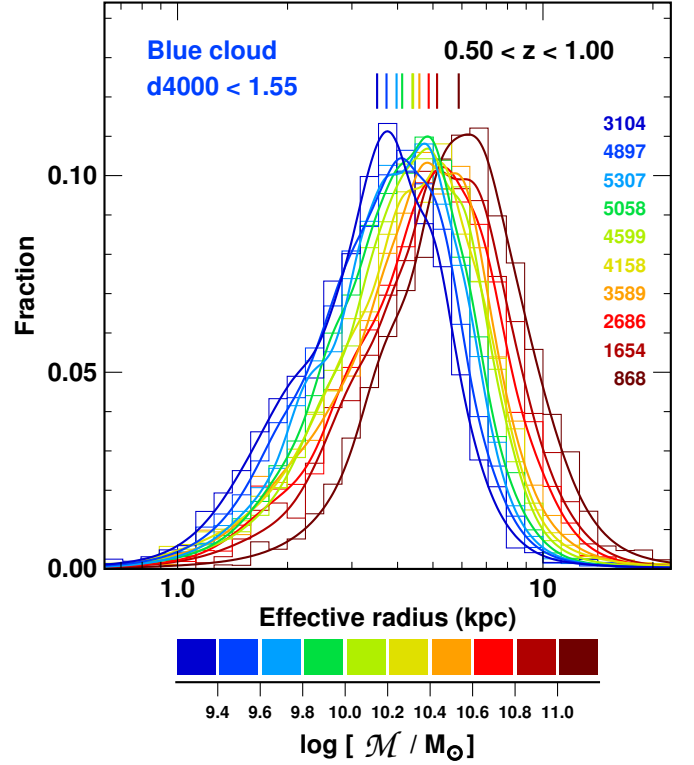 Blue cloud 0.50 < z < 1.00
d4000 < 1.55
3104
4897
5307
5058
4599
4158
3589
2686
1654
868
Fraction
0.10
0.05
0.00
1.0 10
Effective radius (kpc)
9.4 9.6 9.8 10.0 10.2 10.4 10.6 10.8 11.0
log [ ℳ / M⊙ ]